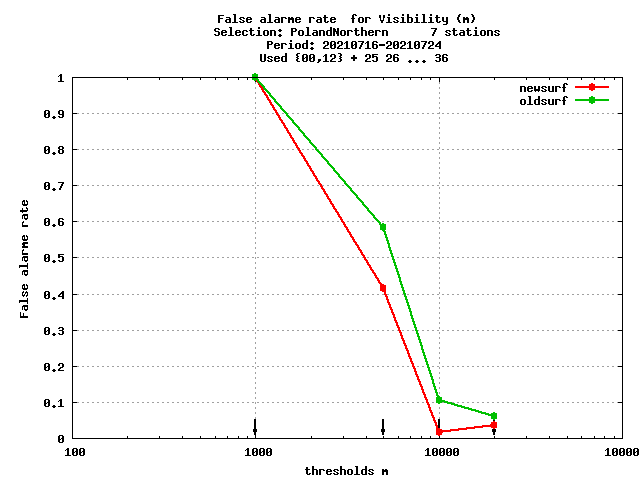 False alarme rate  for Visibility (m)
Selection: PolandNorthern      7 stations
Period: 20210716-20210724
Used {00,12} + 25 26 ... 36
newsurf
oldsurf
1
0.9
0.8
0.7
0.6
0.5
0.4
0.3
0.2
0.1
0
False alarme rate
100
1000
10000
10000
thresholds m